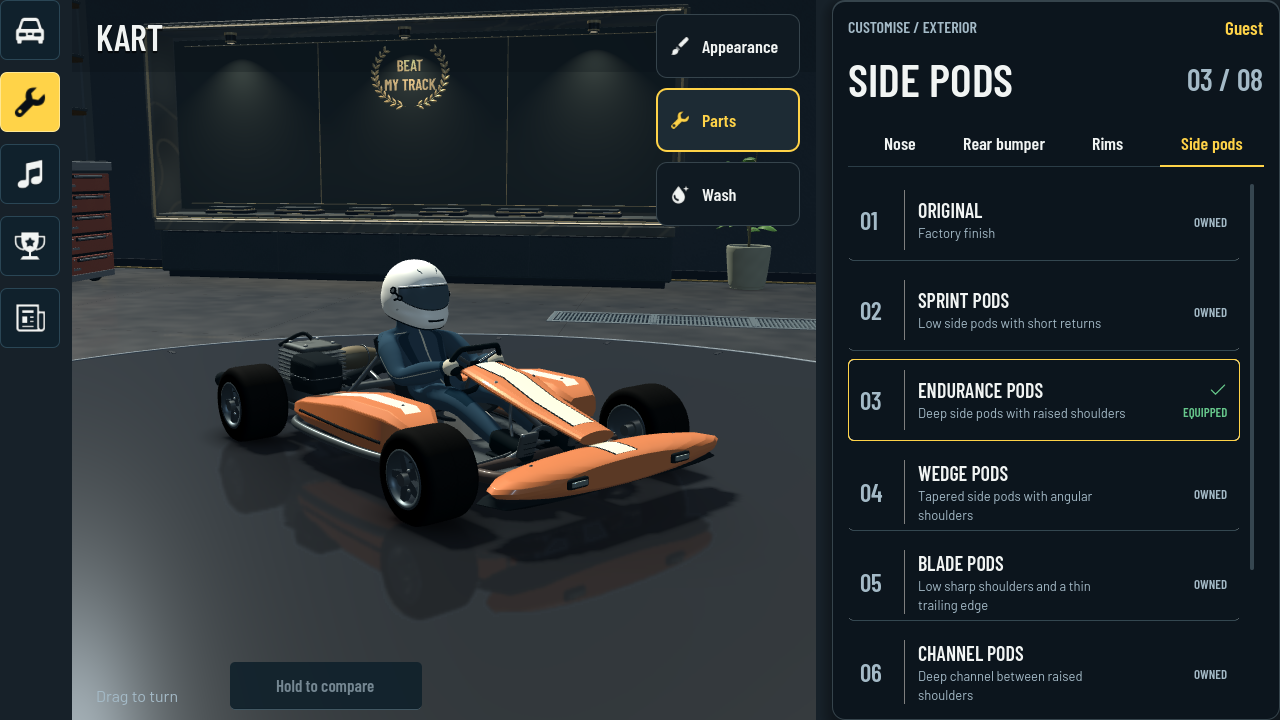 KART
BEAT
MY TRACK
Appearance
Parts
Wash
Drag to turn
Hold to compare
CUSTOMISE / EXTERIOR
Guest
SIDE PODS
03 / 08
Nose
Rear bumper
Rims
Side pods
01
ORIGINAL
Factory finish
OWNED
02
SPRINT PODS
Low side pods with short returns
OWNED
03
ENDURANCE PODS
Deep side pods with raised shoulders
EQUIPPED
04
WEDGE PODS
Tapered side pods with angular
shoulders
OWNED
05
BLADE PODS
Low sharp shoulders and a thin
trailing edge
OWNED
06
CHANNEL PODS
Deep channel between raised
shoulders
OWNED